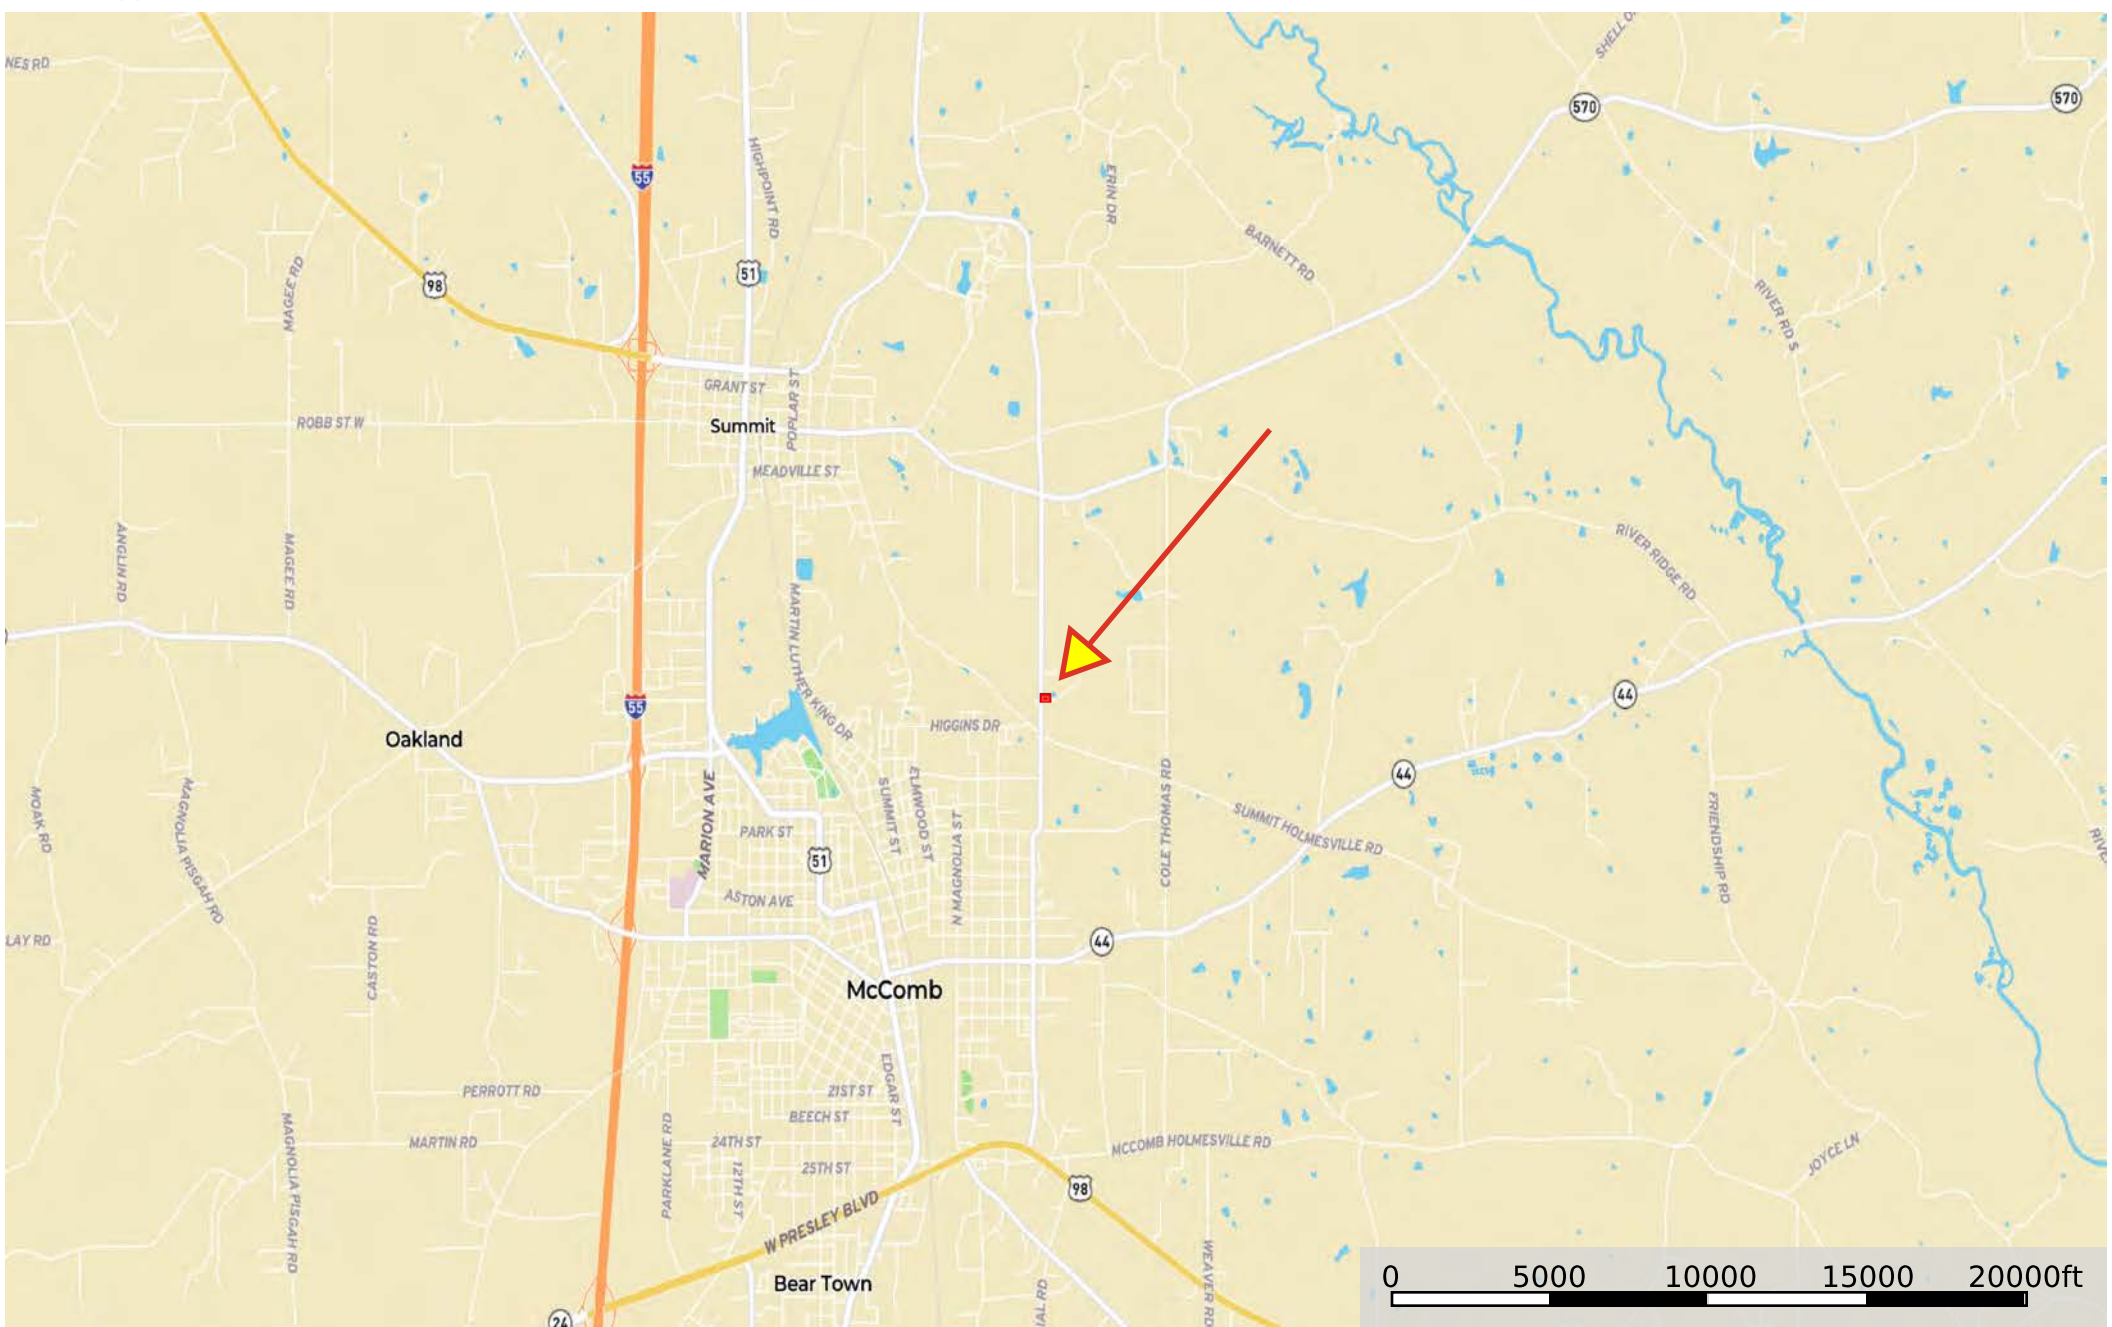 NES RD
SHELL O
570
570
55
HIGHPOINT RD
ERIN DR
BARNETT RD
MAGEE RD
98
51
RIVER RD S
GRANT ST
POPLAR ST
ROBB ST W
Summit
MEADVILLE ST
ANGLIN RD
MAGEE RD
RIVER RIDGE RD
MARTIN LUTHER KING DR
55
44
HIGGINS DR
Oakland
44
MOAK RD
MAGNOLIA PISGAH RD
MARION AVE
SUMMIT ST
ELMWOOD ST
N MAGNOLIA ST
COLE THOMAS RD
SUMMIT HOLMESVILLE RD
FRIENDSHIP RD
RIVE
PARK ST
51
ASTON AVE
LAY RD
CASTON RD
44
McComb
EDGAR ST
PERROTT RD
21ST ST
BEECH ST
MARTIN RD
24TH ST
MCCOMB HOLMESVILLE RD
JOYCE LN
MAGNOLIA PISGAH RD
PARKLANE RD
12TH ST
25TH ST
98
W PRESLEY BLVD
WEAVER RD
Bear Town
IAL RD
24
0 5000 10000 15000 20000ft